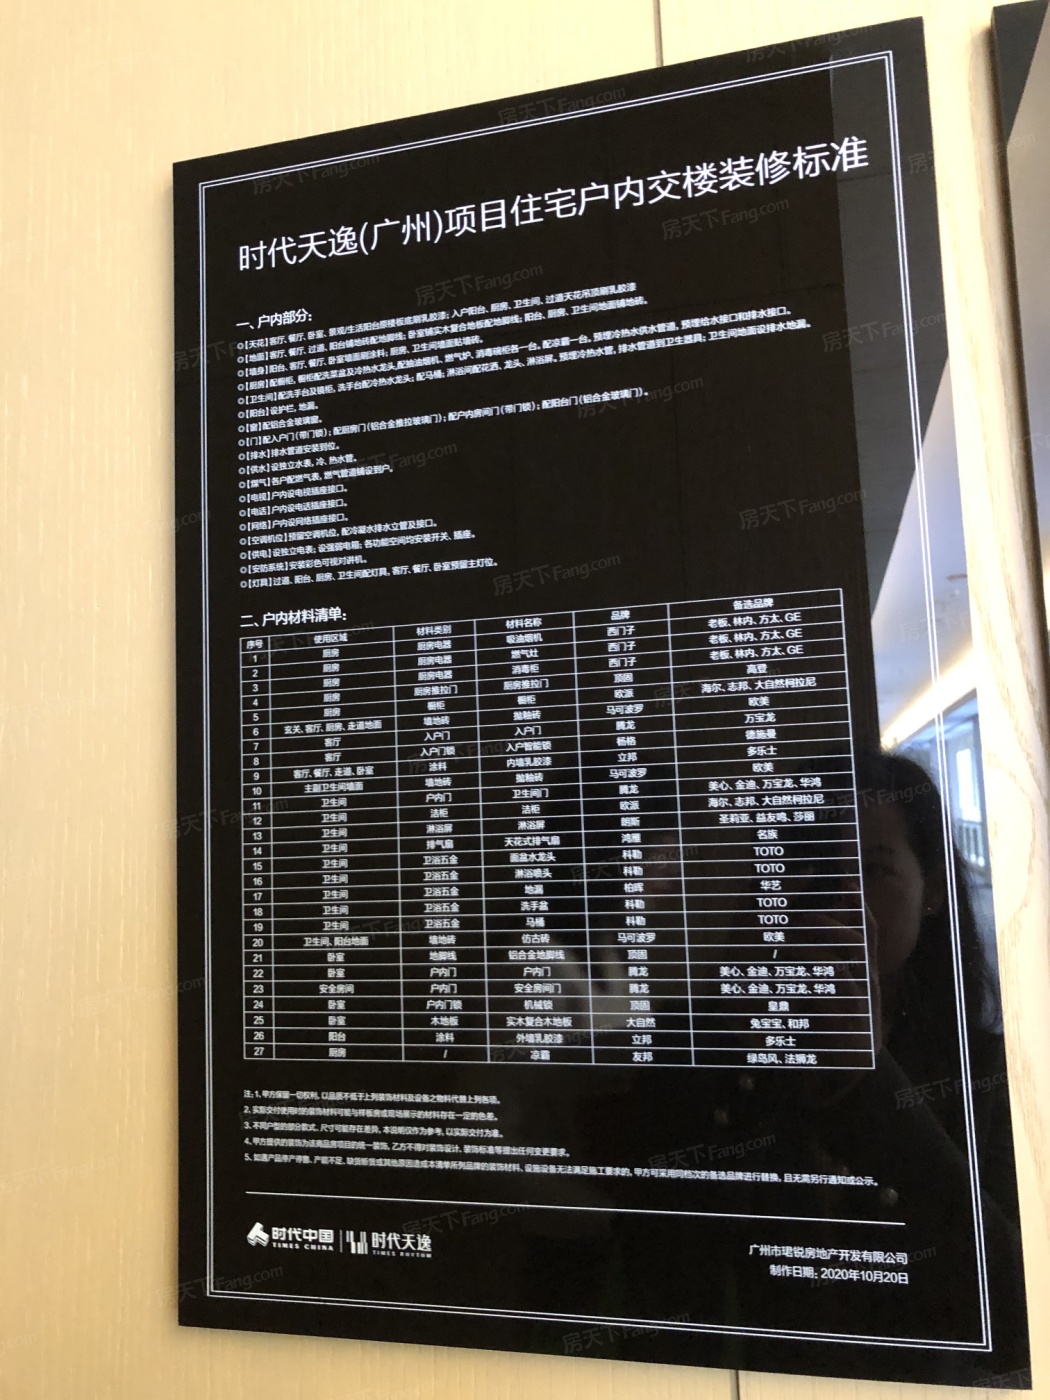 时代天逸(广州)项目住宅户内交楼装修标准
一、户内部分:
◎【天花】客厅、餐厅、卧室、景观/生活阳台原楼板底刷乳胶漆；入户阳台、厨房、卫生间、过道天花吊顶刷乳胶漆
◎【地面】客厅、餐厅、过道、阳台铺地砖配地脚线；卧室铺实木复合地板配地脚线；阳台、厨房、卫生间地面铺地砖。
◎【墙身】阳台、客厅、餐厅、卧室墙面刷涂料；厨房、卫生间墙面贴墙砖。
◎【厨房】配橱柜，橱柜配洗菜盆及冷热水龙头,配抽油烟机、燃气炉、消毒碗柜各一台，配凉霸一台。预埋冷热水供水管道，预埋给水接口和排水接口。
◎【卫生间】配洗手台及镜柜，洗手台配冷热水龙头；配马桶；淋浴间配花洒、龙头、淋浴屏。预埋冷热水管，排水管道到卫生器具；卫生间地面设排水地漏。
◎【阳台】设护栏，地漏。
◎【窗】配铝合金玻璃窗。
◎【门】配入户门（带门锁）；配厨房门（铝合金推拉玻璃门）；配户内房间门（带门锁）；配阳台门（铝合金玻璃门）。
◎【排水】排水管道安装到位。
◎【供水】设独立水表，冷、热水管。
◎【煤气】各户配燃气表，燃气管道铺设到户。
◎【电视】户内设电视插座接口。
◎【电话】户内设电话插座接口。
◎【网络】户内设网络插座接口。
◎【空调机位】预留空调机位，配冷凝水排水立管及接口。
◎【供电】设独立电表；设强弱电箱；各功能空间均安装开关、插座。
◎【安防系统】安装彩色可视对讲机。
◎【灯具】过道、阳台、厨房、卫生间配灯具，客厅、餐厅、卧室预留主灯位。
二、户内材料清单:
序号 使用区域 材料类别 材料名称 品牌 备选品牌
1 厨房 厨房电器 吸油烟机 西门子 老板、林内、方太、GE
2 厨房 厨房电器 燃气灶 西门子 老板、林内、方太、GE
3 厨房 厨房电器 消毒柜 西门子 老板、林内、方太、GE
4 厨房 厨房推拉门 厨房推拉门 顶固 高登
5 厨房 橱柜 橱柜 欧派 海尔、志邦、大自然柯拉尼
6 玄关、客厅、厨房、走道地面 墙地砖 抛釉砖 马可波罗 欧美
7 客厅 入户门 入户门 腾龙 万宝龙
8 客厅 入户门锁 入户智能锁 杨格 德施曼
9 客厅、餐厅、走道、卧室 涂料 内墙乳胶漆 立邦 多乐士
10 主副卫生间墙面 墙地砖 抛釉砖 马可波罗 欧美
11 卫生间 户内门 卫生间门 腾龙 美心、金迪、万宝龙、华鸿
12 卫生间 洁柜 洁柜 欧派 海尔、志邦、大自然柯拉尼
13 卫生间 淋浴屏 淋浴屏 朗斯 圣莉亚、益友鸣、莎丽
14 卫生间 排气扇 天花式排气扇 鸿雁 名族
15 卫生间 卫浴五金 面盆水龙头 科勒 TOTO
16 卫生间 卫浴五金 淋浴喷头 科勒 TOTO
17 卫生间 卫浴五金 地漏 柏晖 华艺
18 卫生间 卫浴五金 洗手盆 科勒 TOTO
19 卫生间 卫浴五金 马桶 科勒 TOTO
20 卫生间、阳台地面 墙地砖 仿古砖 马可波罗 欧美
21 卧室 地脚线 铝合金地脚线 顶固 /
22 卧室 户内门 户内门 腾龙 美心、金迪、万宝龙、华鸿
23 安全房间 户内门 安全房间门 腾龙 美心、金迪、万宝龙、华鸿
24 卧室 户内门锁 机械锁 顶固 皇鼎
25 卧室 木地板 实木复合木地板 大自然 兔宝宝、和邦
26 阳台 涂料 外墙乳胶漆 立邦 多乐士
27 厨房 / 凉霸 友邦 绿岛风、法狮龙
注: 1、甲方保留一切权利，以品质不低于上列装饰材料及设备之物料代替上列各项。
2、实际交付使用时的装饰材料可能与样板房或现场展示的材料存在一定的色差。
3、不同户型的部分款式、尺寸可能存在差异，本说明仅作为参考，以实际交付为准。
4、甲方提供的装饰为该商品房项目的统一装饰，乙方不得对装饰设计、装饰标准等提出任何变更要求。
5、如遇产品停产停售、产能不足、缺货断货或其他原因造成本清单所列品牌的装饰材料、设施设备无法满足施工要求的，甲方可采用同档次的备选品牌进行替换，且无需另行通知或公示。
时代中国 TIMES CHINA 时代天逸 TIMES RHYTHM
广州市珺锐房地产开发有限公司
制作日期: 2020年10月20日
房天下Fang.com